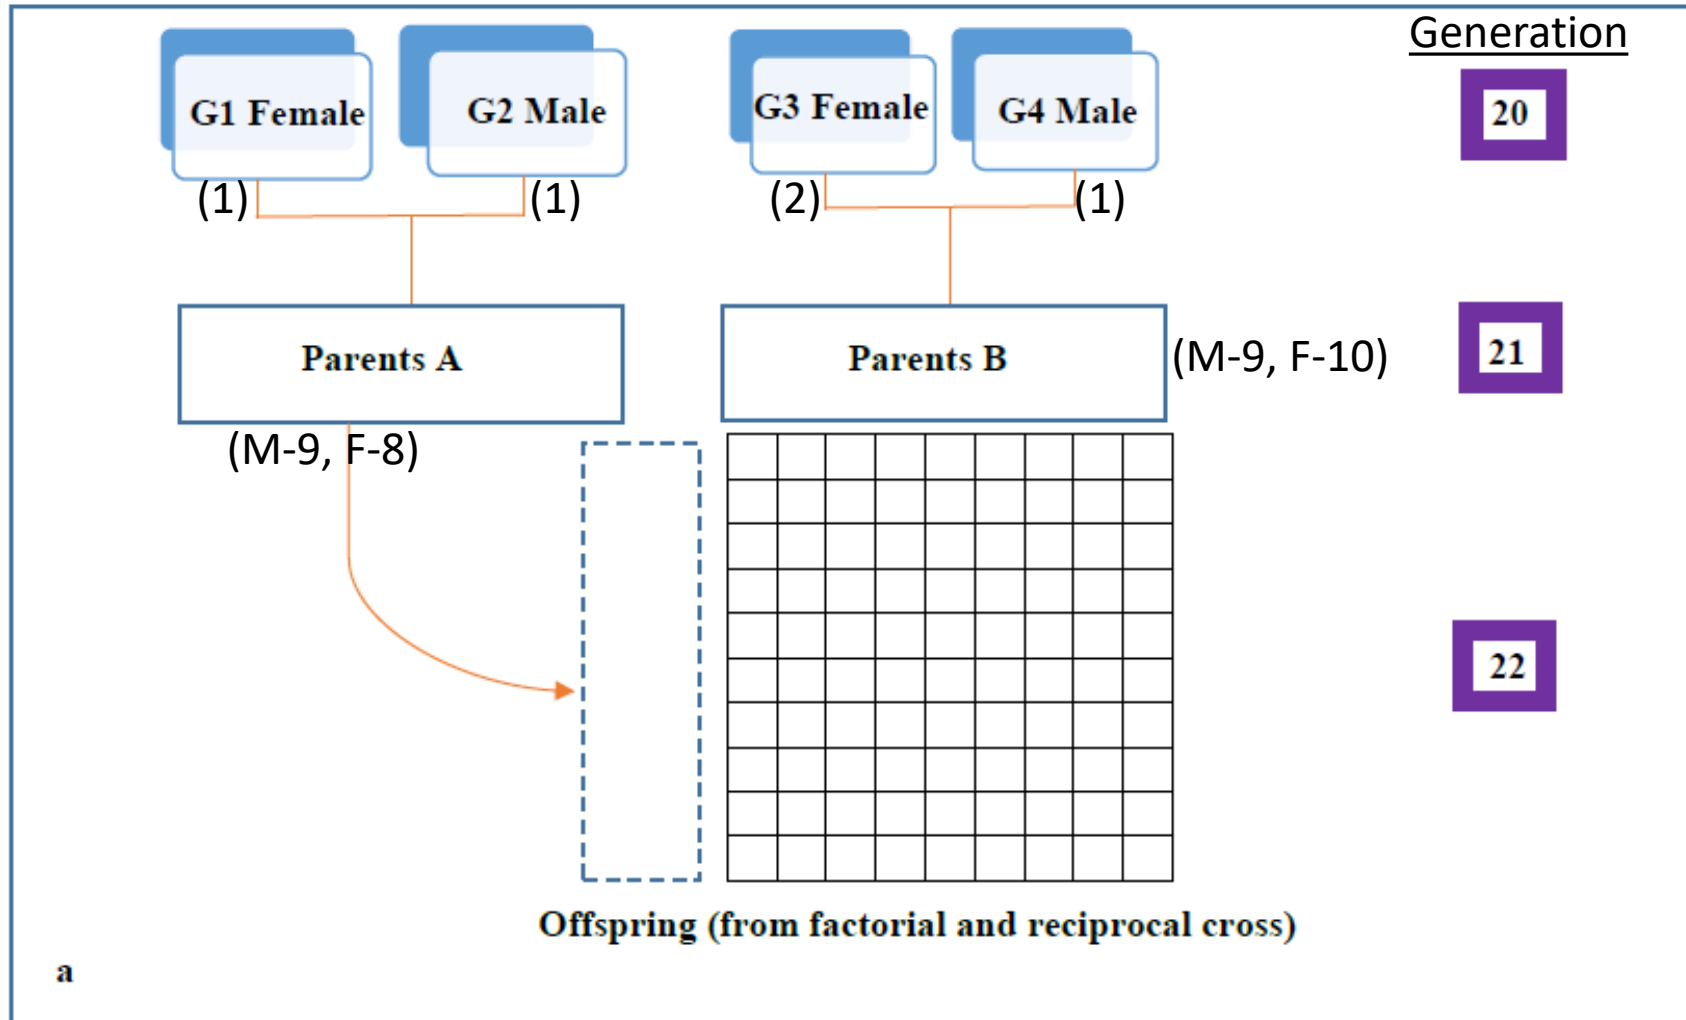 Generation
G1 Female
G2 Male
G3 Female
G4 Male
20
(1)
(1)
(2)
(1)
Parents A
Parents B
(M-9, F-10)
21
(M-9, F-8)
22
Offspring (from factorial and reciprocal cross)
a